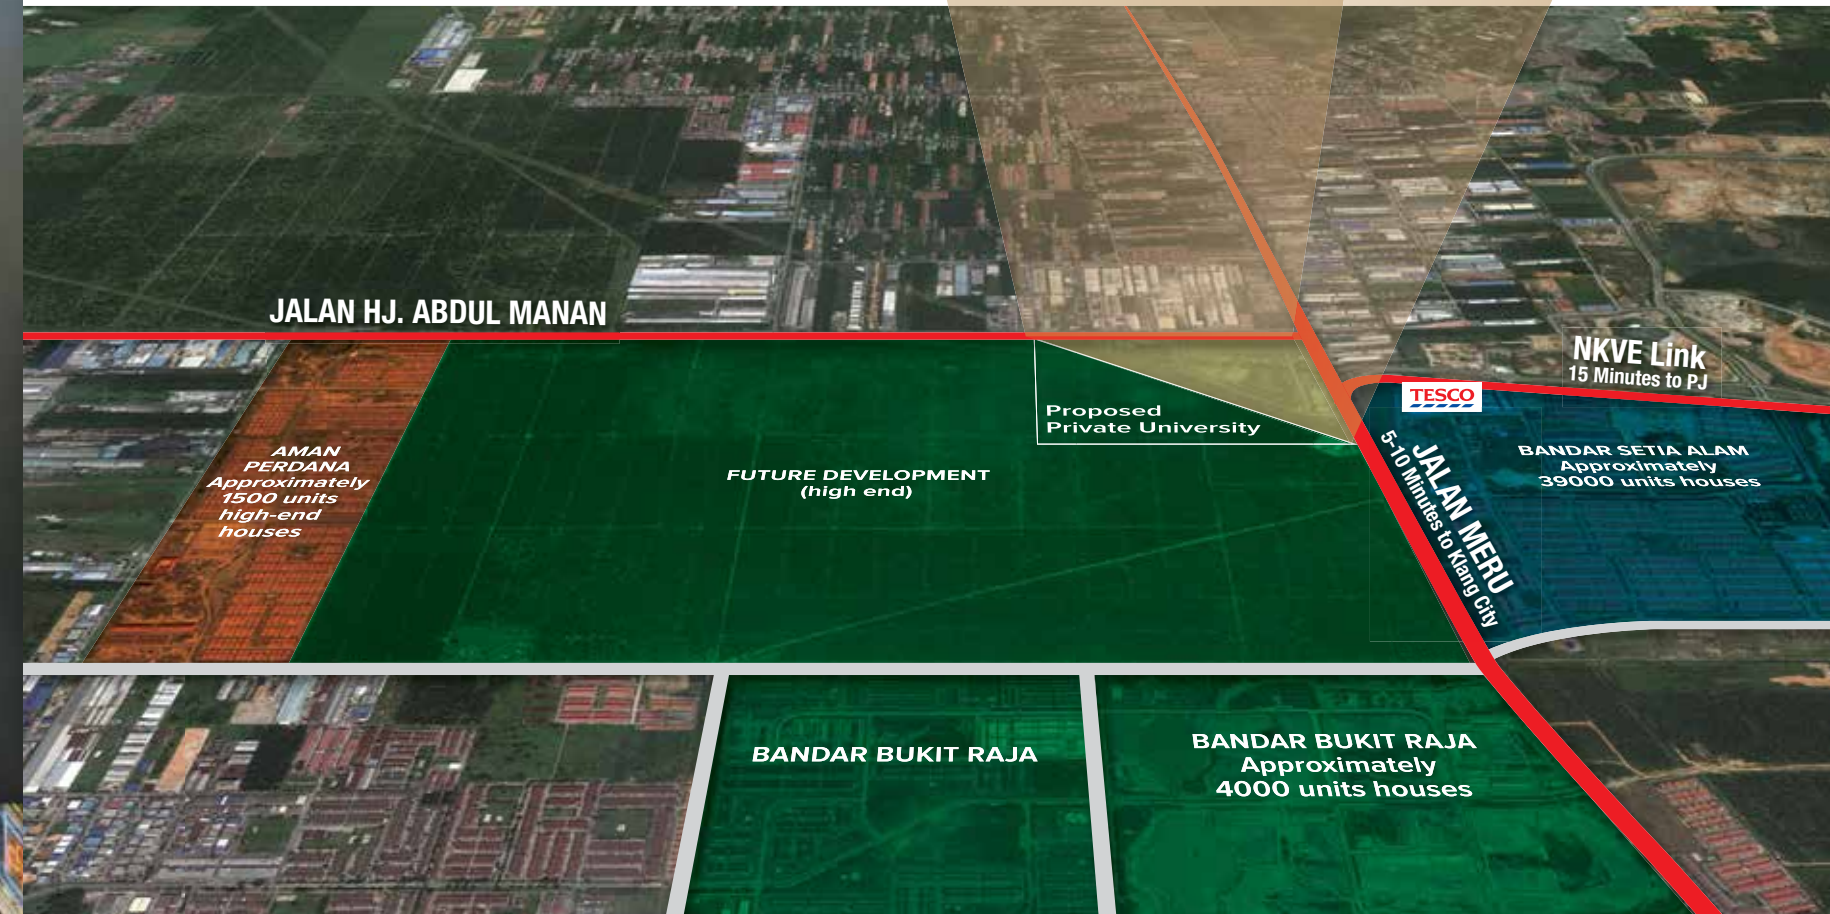 JALAN HJ. ABDUL MANAN
NKVE Link
15 Minutes to PJ
TESCO
Proposed
Private University
JALAN MERU
5-10 Minutes to Klang City
BANDAR SETIA ALAM
Approximately
39000 units houses
AMAN
PERDANA
Approximately
1500 units
high-end
houses
FUTURE DEVELOPMENT
(high end)
BANDAR BUKIT RAJA
BANDAR BUKIT RAJA
Approximately
4000 units houses